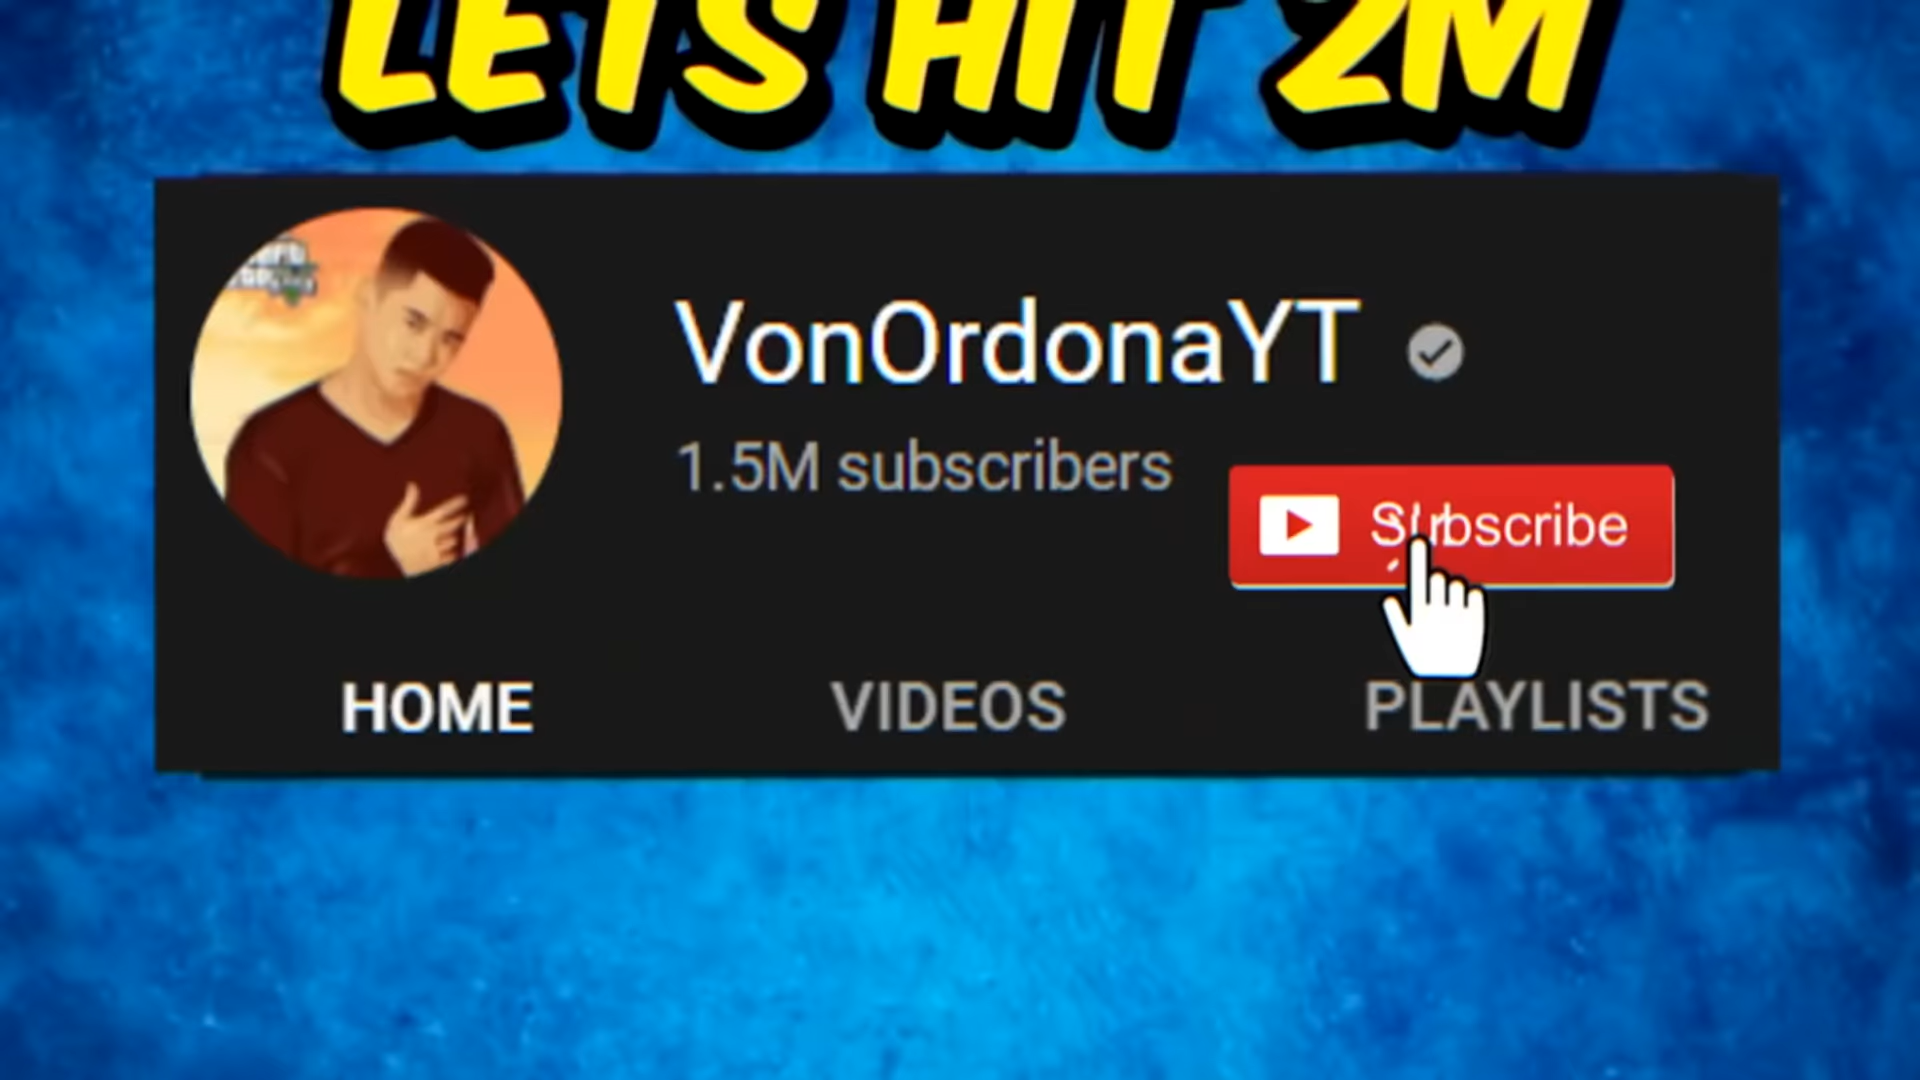 LETS HIT 2M
VonOrdonaYT
1.5M subscribers
Subscribe
HOME
VIDEOS
PLAYLISTS